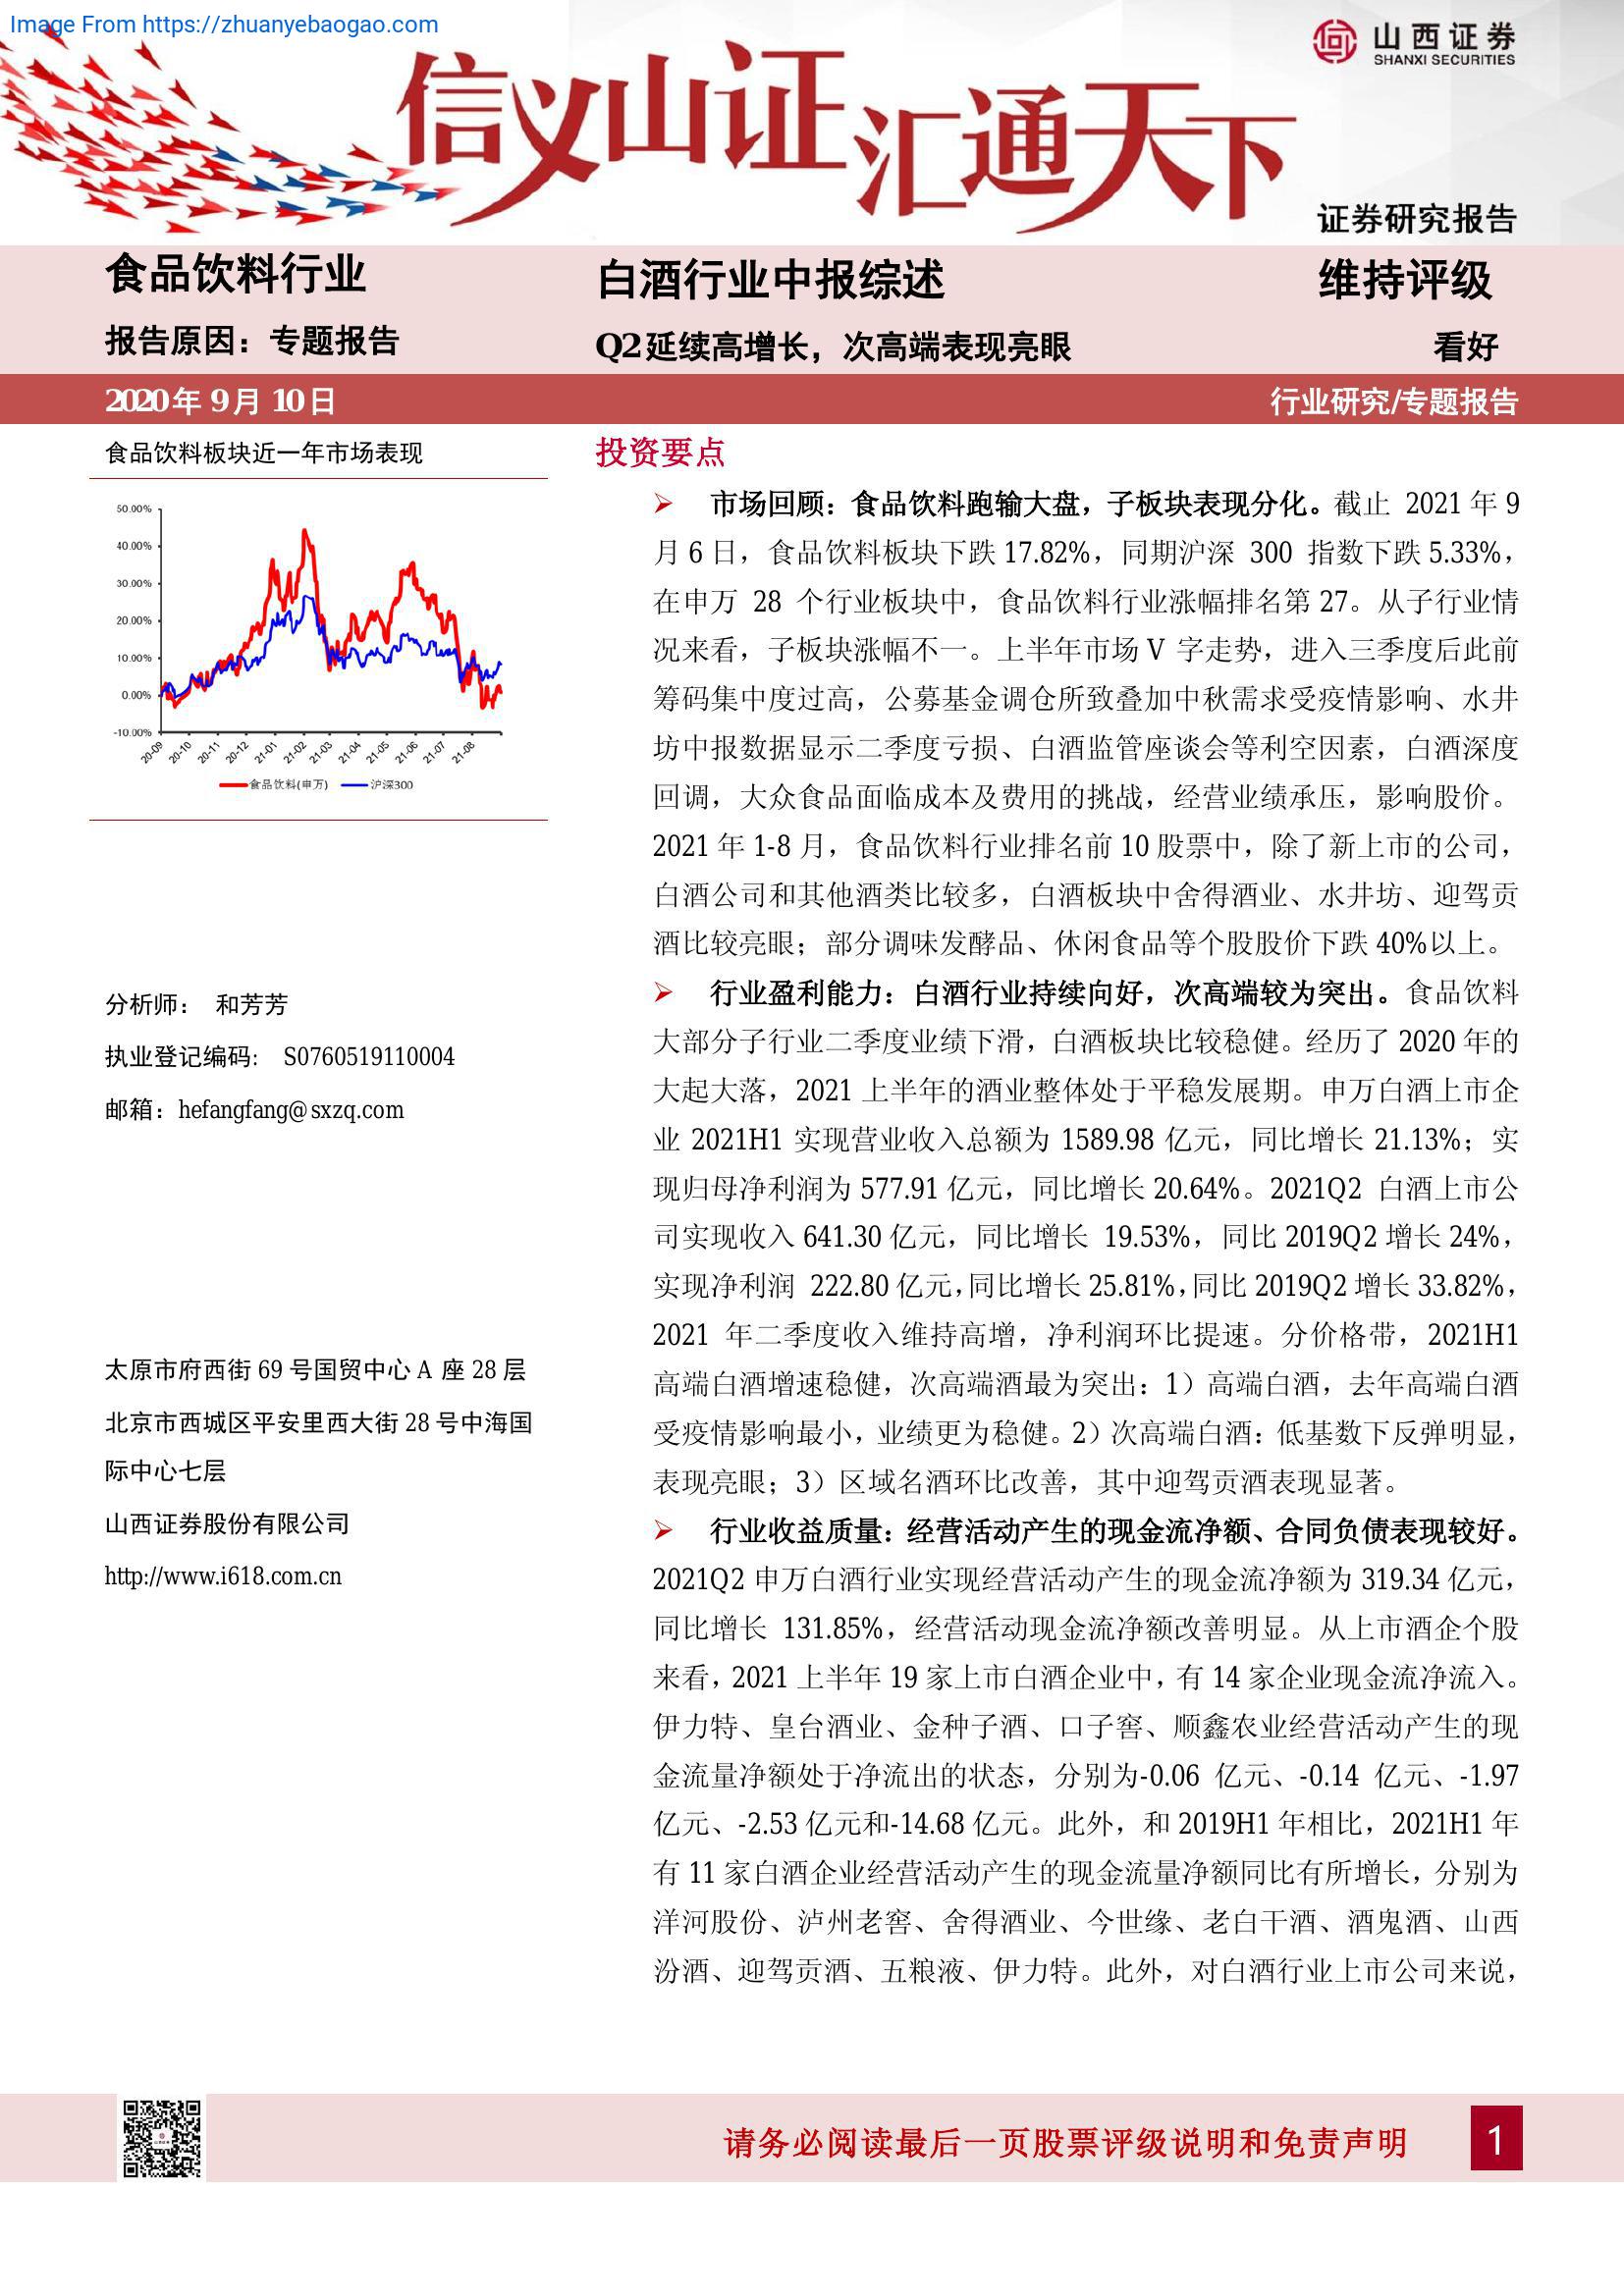 Image From https://zhuanyebaogao.com
山西证券
SHANXI SECURITIES
信义山证汇通天下
证券研究报告
食品饮料行业
报告原因：专题报告
白酒行业中报综述
Q2延续高增长，次高端表现亮眼
维持评级
看好
2020年 9月 10日
行业研究/专题报告
食品饮料板块近一年市场表现
50.00%
40.00%
30.00%
20.00%
10.00%
0.00%
-10.00%
20-09 20-10 20-11 20-12 21-01 21-02 21-03 21-04 21-05 21-06 21-07 21-08
食品饮料(申万) 沪深300
分析师： 和芳芳
执业登记编码: S0760519110004
邮箱：hefangfang@sxzq.com
太原市府西街 69 号国贸中心 A 座 28 层
北京市西城区平安里西大街 28 号中海国
际中心七层
山西证券股份有限公司
http://www.i618.com.cn
投资要点
➢ 市场回顾：食品饮料跑输大盘，子板块表现分化。截止 2021 年 9
月 6 日，食品饮料板块下跌 17.82%，同期沪深 300 指数下跌 5.33%，
在申万 28 个行业板块中，食品饮料行业涨幅排名第 27。从子行业情
况来看，子板块涨幅不一。上半年市场 V 字走势，进入三季度后此前
筹码集中度过高，公募基金调仓所致叠加中秋需求受疫情影响、水井
坊中报数据显示二季度亏损、白酒监管座谈会等利空因素，白酒深度
回调，大众食品面临成本及费用的挑战，经营业绩承压，影响股价。
2021 年 1-8 月，食品饮料行业排名前 10 股票中，除了新上市的公司，
白酒公司和其他酒类比较多，白酒板块中舍得酒业、水井坊、迎驾贡
酒比较亮眼；部分调味发酵品、休闲食品等个股股价下跌 40%以上。
➢ 行业盈利能力：白酒行业持续向好，次高端较为突出。食品饮料
大部分子行业二季度业绩下滑，白酒板块比较稳健。经历了 2020 年的
大起大落，2021 上半年的酒业整体处于平稳发展期。申万白酒上市企
业 2021H1 实现营业收入总额为 1589.98 亿元，同比增长 21.13%；实
现归母净利润为 577.91 亿元，同比增长 20.64%。2021Q2 白酒上市公
司实现收入 641.30 亿元，同比增长 19.53%，同比 2019Q2 增长 24%，
实现净利润 222.80 亿元，同比增长 25.81%，同比 2019Q2 增长 33.82%，
2021 年二季度收入维持高增，净利润环比提速。分价格带，2021H1
高端白酒增速稳健，次高端酒最为突出：1）高端白酒，去年高端白酒
受疫情影响最小，业绩更为稳健。2）次高端白酒：低基数下反弹明显，
表现亮眼；3）区域名酒环比改善，其中迎驾贡酒表现显著。
➢ 行业收益质量：经营活动产生的现金流净额、合同负债表现较好。
2021Q2 申万白酒行业实现经营活动产生的现金流净额为 319.34 亿元，
同比增长 131.85%，经营活动现金流净额改善明显。从上市酒企个股
来看，2021 上半年 19 家上市白酒企业中，有 14 家企业现金流净流入。
伊力特、皇台酒业、金种子酒、口子窖、顺鑫农业经营活动产生的现
金流量净额处于净流出的状态，分别为-0.06 亿元、-0.14 亿元、-1.97
亿元、-2.53 亿元和-14.68 亿元。此外，和 2019H1 年相比，2021H1 年
有 11 家白酒企业经营活动产生的现金流量净额同比有所增长，分别为
洋河股份、泸州老窖、舍得酒业、今世缘、老白干酒、酒鬼酒、山西
汾酒、迎驾贡酒、五粮液、伊力特。此外，对白酒行业上市公司来说，
请务必阅读最后一页股票评级说明和免责声明
1